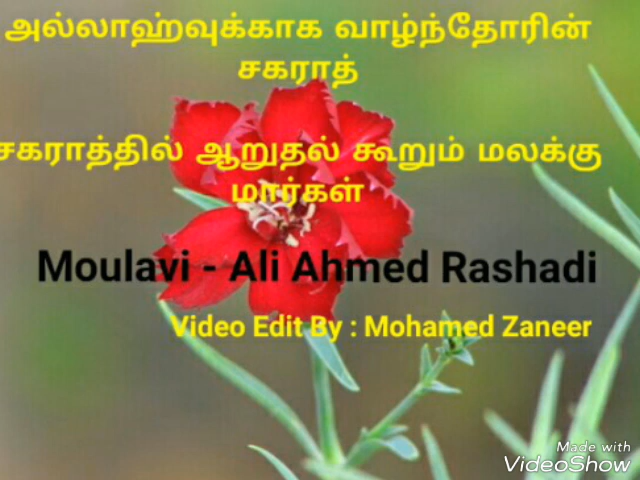 அல்லாஹ்வுக்காக வாழ்ந்தோரின்
சகராத்
சகராத்தில் ஆறுதல் கூறும் மலக்கு
மார்கள்
Moulavi - Ali Ahmed Rashadi
Video Edit By : Mohamed Zaneer
Made with
VideoShow